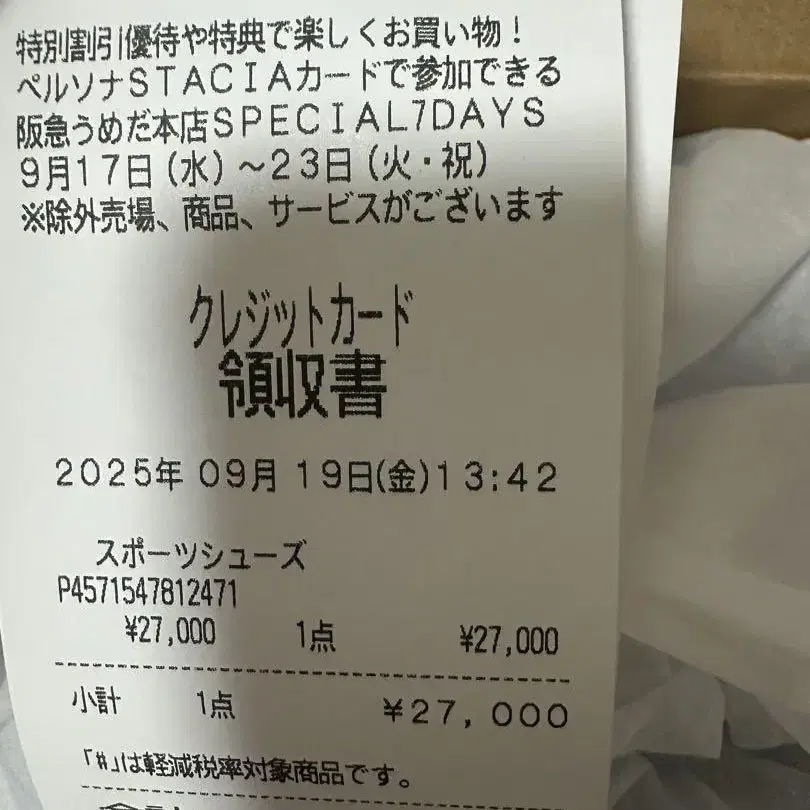 特別割引優待や特典で楽しくお買い物！
ペルソナSTACIAカードで参加できる
阪急うめだ本店SPECIAL7DAYS
9月17日(水)～23日(火・祝)
※除外売場、商品、サービスがございます
クレジットカード
領収書
2025年 09月 19日(金)13:42
スポーツシューズ
P4571547812471
¥27,000 1点 ¥27,000
小計 1点 ¥27,000
「#」は軽減税率対象商品です。